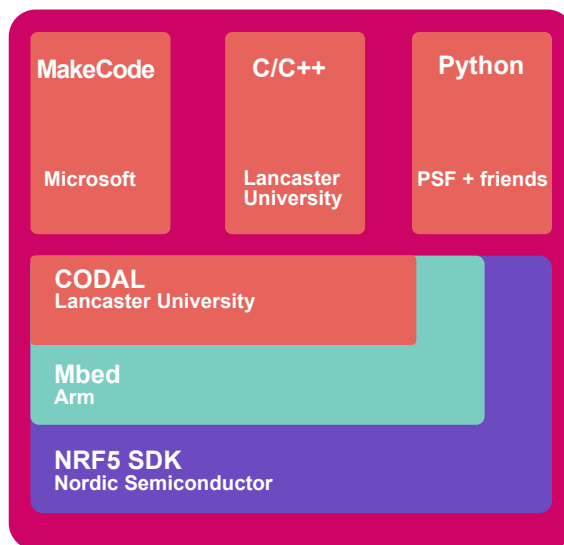 MakeCode
Microsoft
C/C++
Lancaster
University
Python
PSF + friends
CODAL
Lancaster University
Mbed
Arm
NRF5 SDK
Nordic Semiconductor